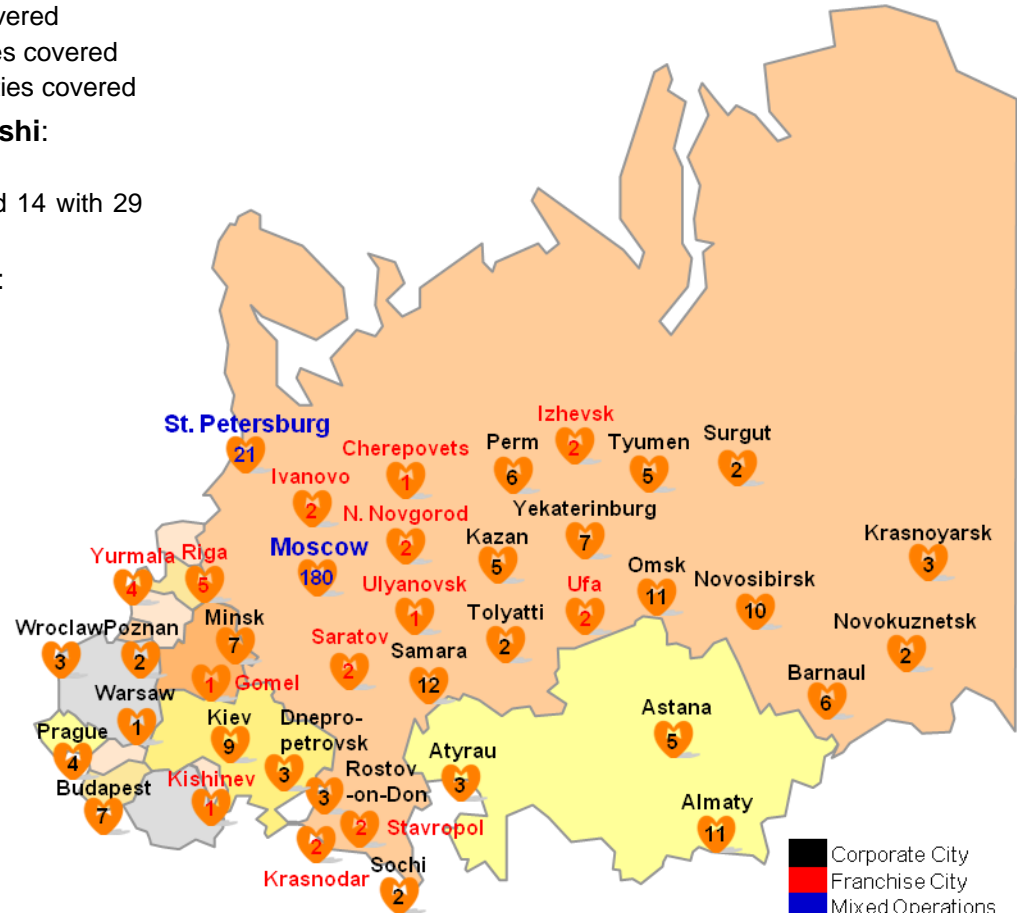 vered
es covered
ies covered
shi:
d 14 with 29
:
St. Petersburg
21
Izhevsk
2
Cherepovets
1
Perm
6
Tyumen
5
Surgut
2
Ivanovo
2
N. Novgorod
2
Yekaterinburg
7
Kazan
5
Krasnoyarsk
3
Moscow
180
Yurmala
4
Riga
5
Ulyanovsk
1
Ufa
2
Omsk
11
Novosibirsk
10
Tolyatti
2
Novokuznetsk
2
Wroclaw
3
Poznan
2
Minsk
7
Saratov
2
Samara
12
Gomel
1
Barnaul
6
Warsaw
1
Astana
5
Prague
4
Kiev
9
Dnepro-
petrovsk
3
Atyrau
3
Rostov
-on-Don
3
Budapest
7
Kishinev
1
Almaty
11
Stavropol
2
Krasnodar
2
Sochi
2
Corporate City
Franchise City
Mixed Operations